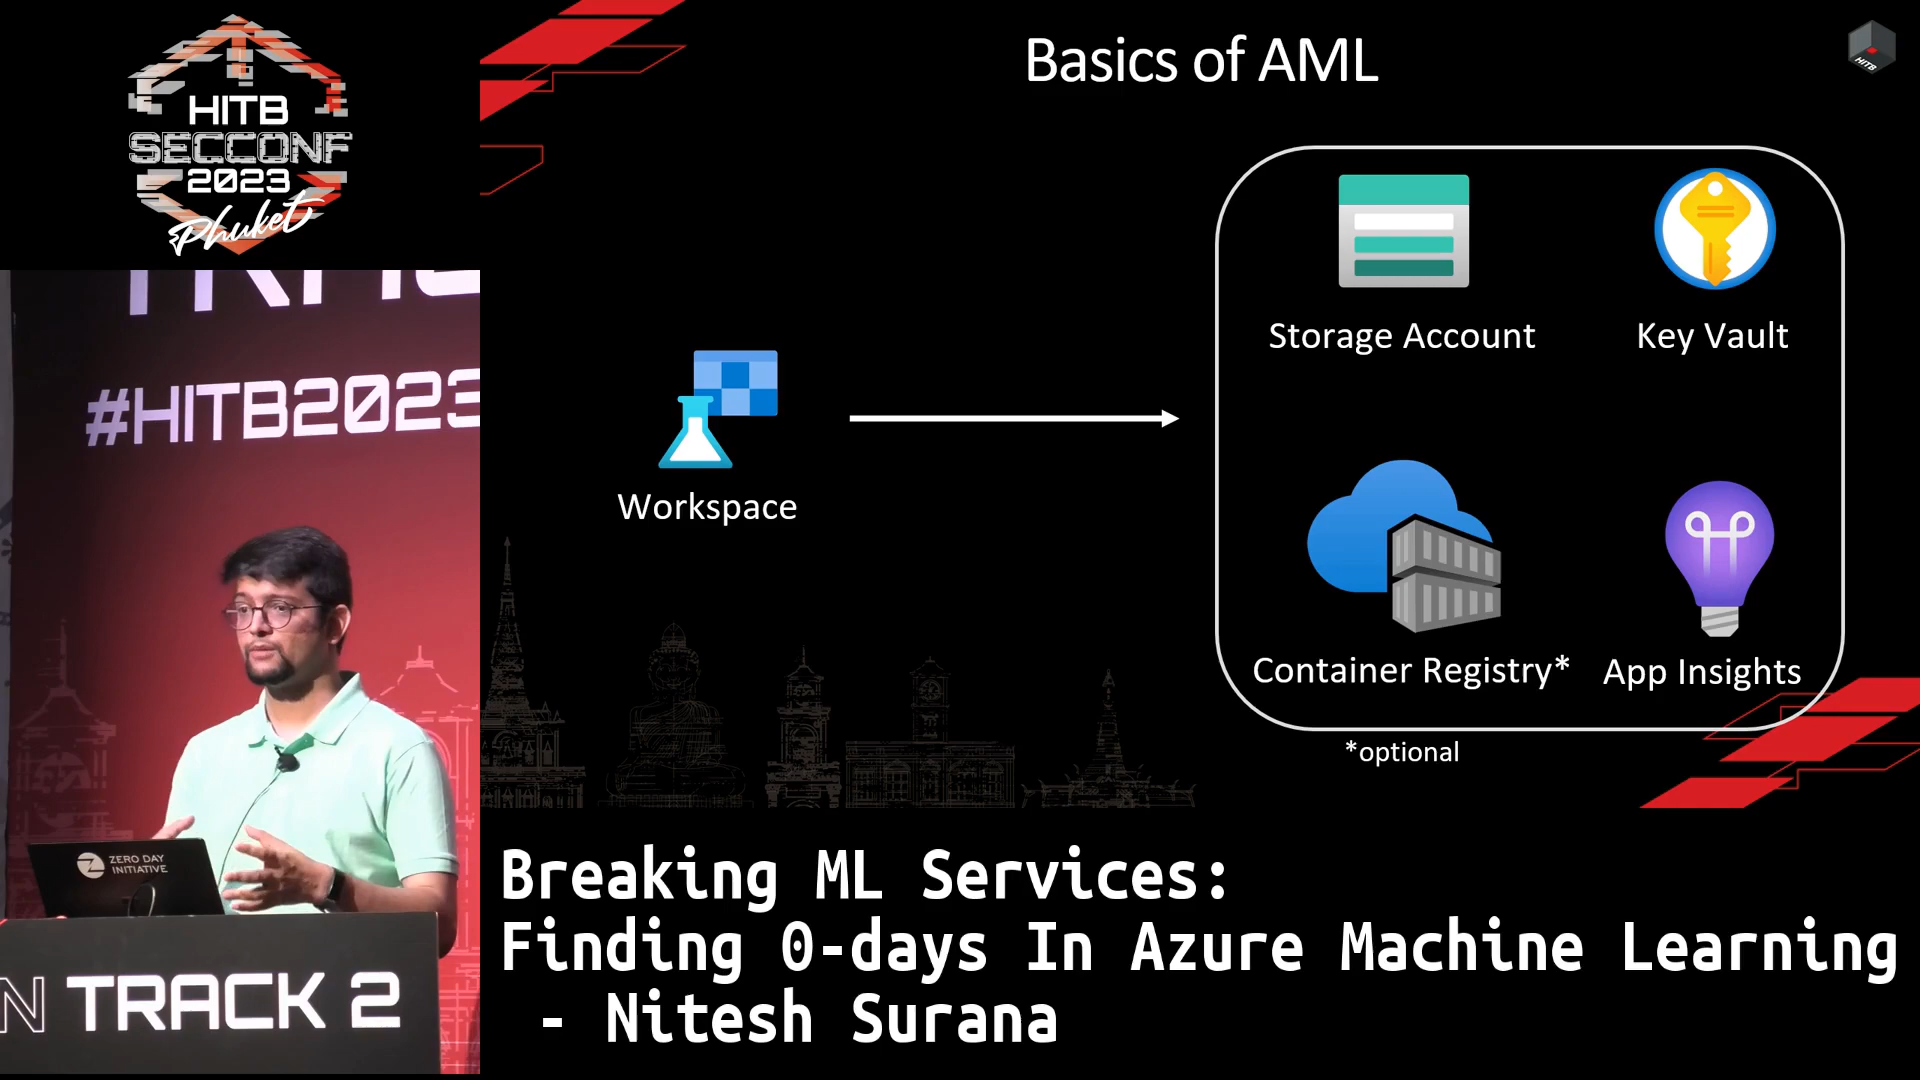 HITB
SECCONF
2023
Phuket
Basics of AML
HITB
Storage Account
Key Vault
Workspace
Container Registry*
App Insights
*optional
#HITB2023
ZERO DAY
INITIATIVE
N TRACK 2
Breaking ML Services:
Finding 0-days In Azure Machine Learning
- Nitesh Surana